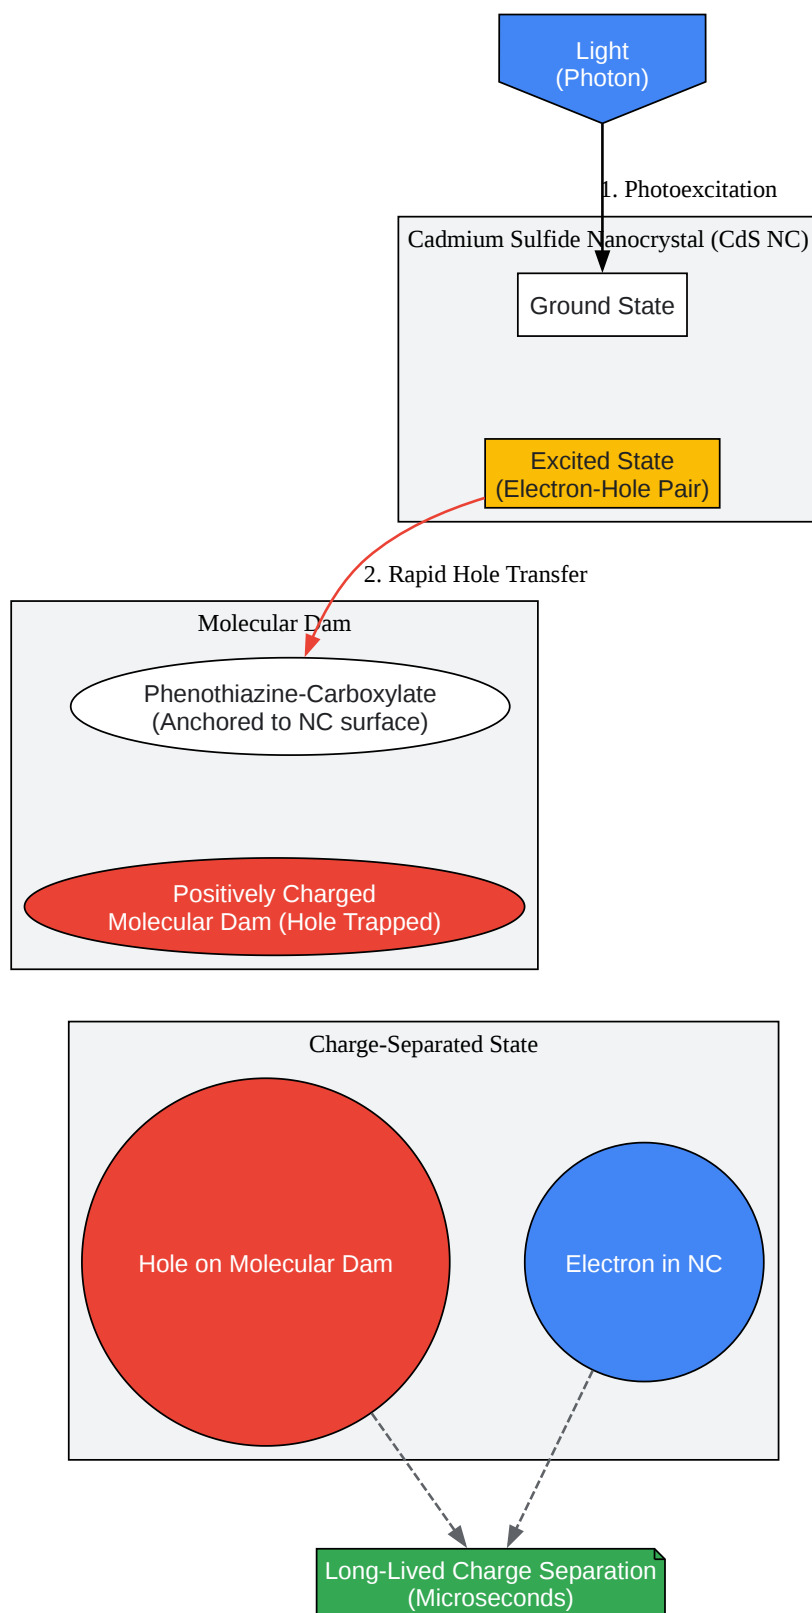 Light
(Photon)
1. Photoexcitation
Cadmium Sulfide Nanocrystal (CdS NC)
Ground State
Excited State
(Electron-Hole Pair)
2. Rapid Hole Transfer
Molecular Dam
Phenothiazine-Carboxylate
(Anchored to NC surface)
Positively Charged
Molecular Dam (Hole Trapped)
Charge-Separated State
Hole on Molecular Dam
Electron in NC
Long-Lived Charge Separation
(Microseconds)